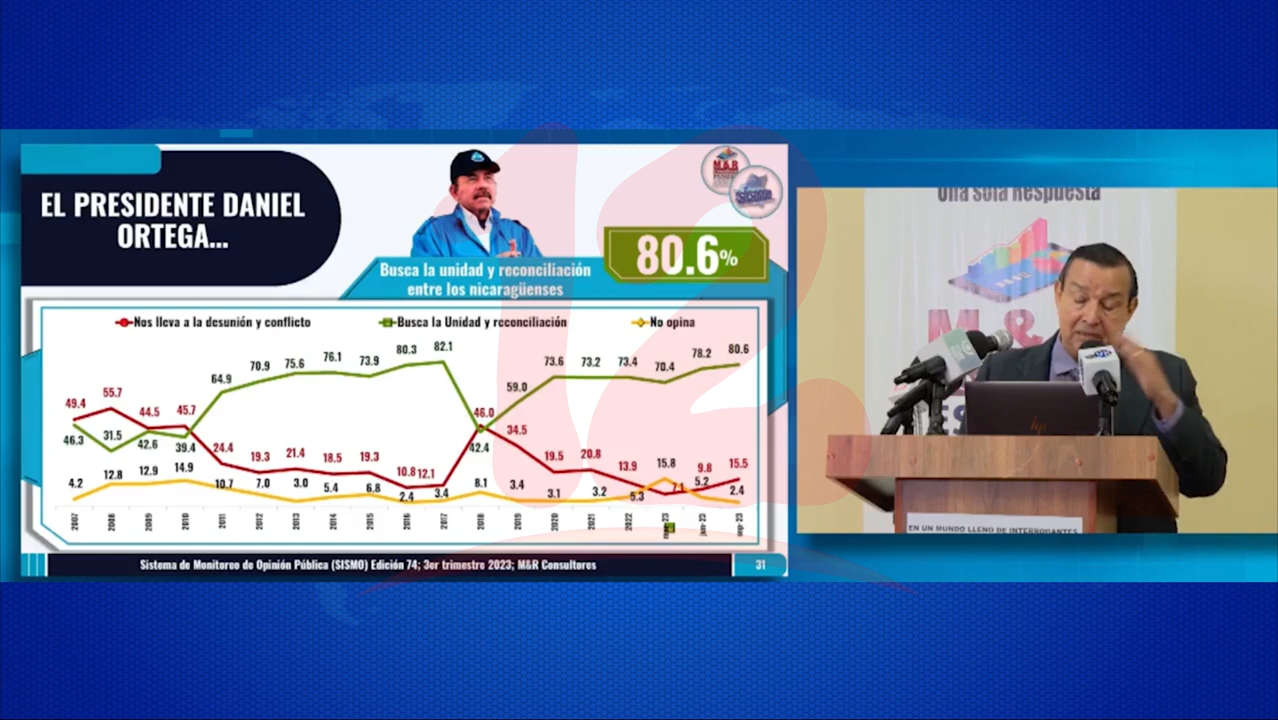 EL PRESIDENTE DANIEL
ORTEGA...
M&R
80.6%
Busca la unidad y reconciliación
entre los nicaragüenses
Nos lleva a la desunión y conflicto
Busca la Unidad y reconciliación
No opina
49.4 55.7 44.5 45.7 24.4 19.3 21.4 18.5 19.3 10.8 12.1 46.0 34.5 19.5 20.8 13.9 7.1 9.8 15.5
46.3 31.5 42.6 39.4 64.9 70.9 75.6 76.1 73.9 80.3 82.1 42.4 59.0 73.6 73.2 73.4 70.4 78.2 80.6
4.2 12.8 12.9 14.9 10.7 7.0 3.0 5.4 6.8 2.4 3.4 8.1 3.4 3.1 3.2 5.3 15.8 5.2 2.4
2007 2008 2009 2010 2011 2012 2013 2014 2015 2016 2017 2018 2019 2020 2021 2022 jun-23 sep-23
Sistema de Monitoreo de Opinión Pública (SISMO) Edición 74; 3er trimestre 2023; M&R Consultores
31
12
Una Sola Respuesta
M &
hp
EN UN MUNDO LLENO DE INTERROGANTES